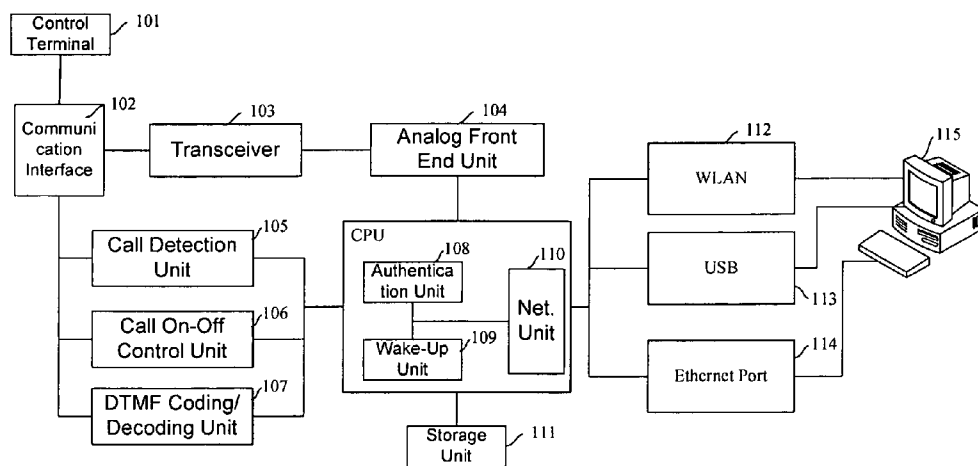 Control
Terminal
101
102
Communi
cation
Interface
103
Transceiver
104
Analog Front
End Unit
105
Call Detection
Unit
106
Call On-Off
Control Unit
107
DTMF Coding/
Decoding Unit
CPU
108
Authentica
tion Unit
109
Wake-Up
Unit
110
Net.
Unit
Storage
Unit
111
112
WLAN
USB
113
114
Ethernet Port
115